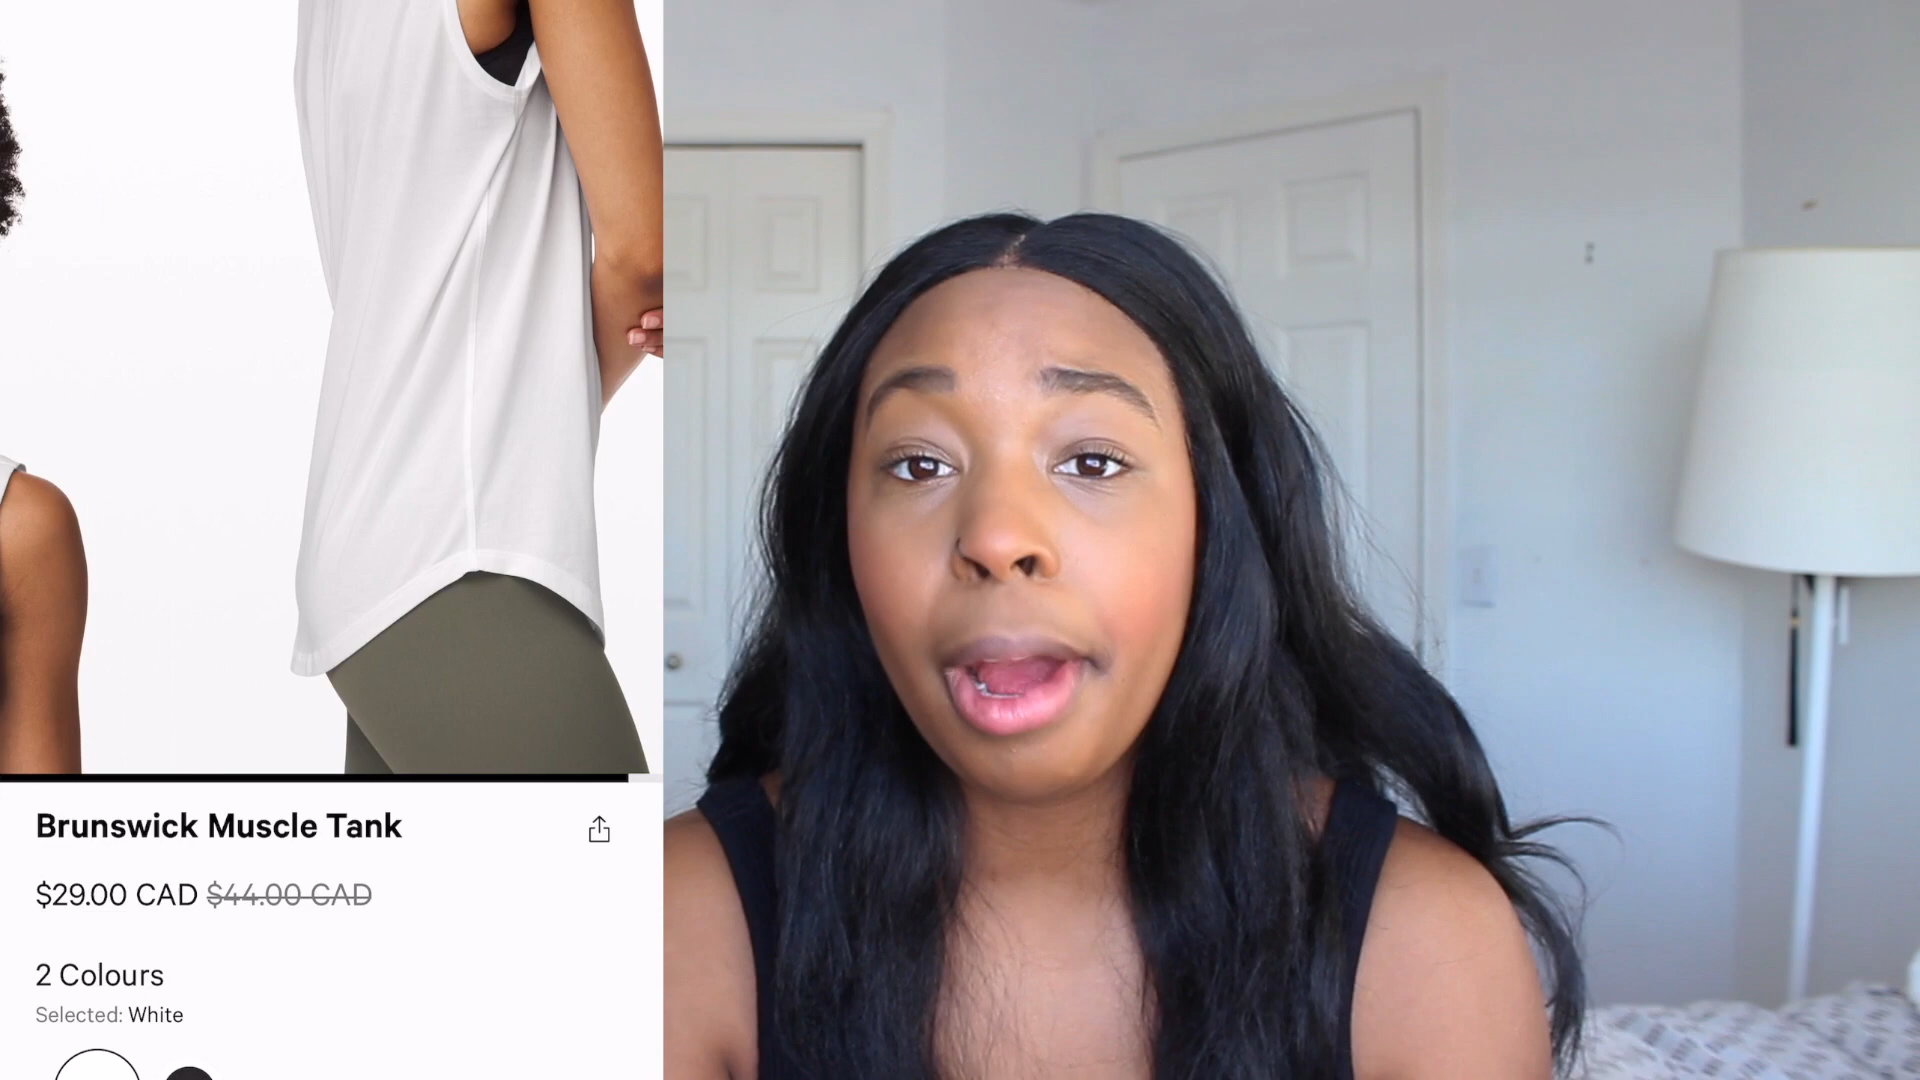 Brunswick Muscle Tank
$29.00 CAD $44.00 CAD
2 Colours
Selected: White